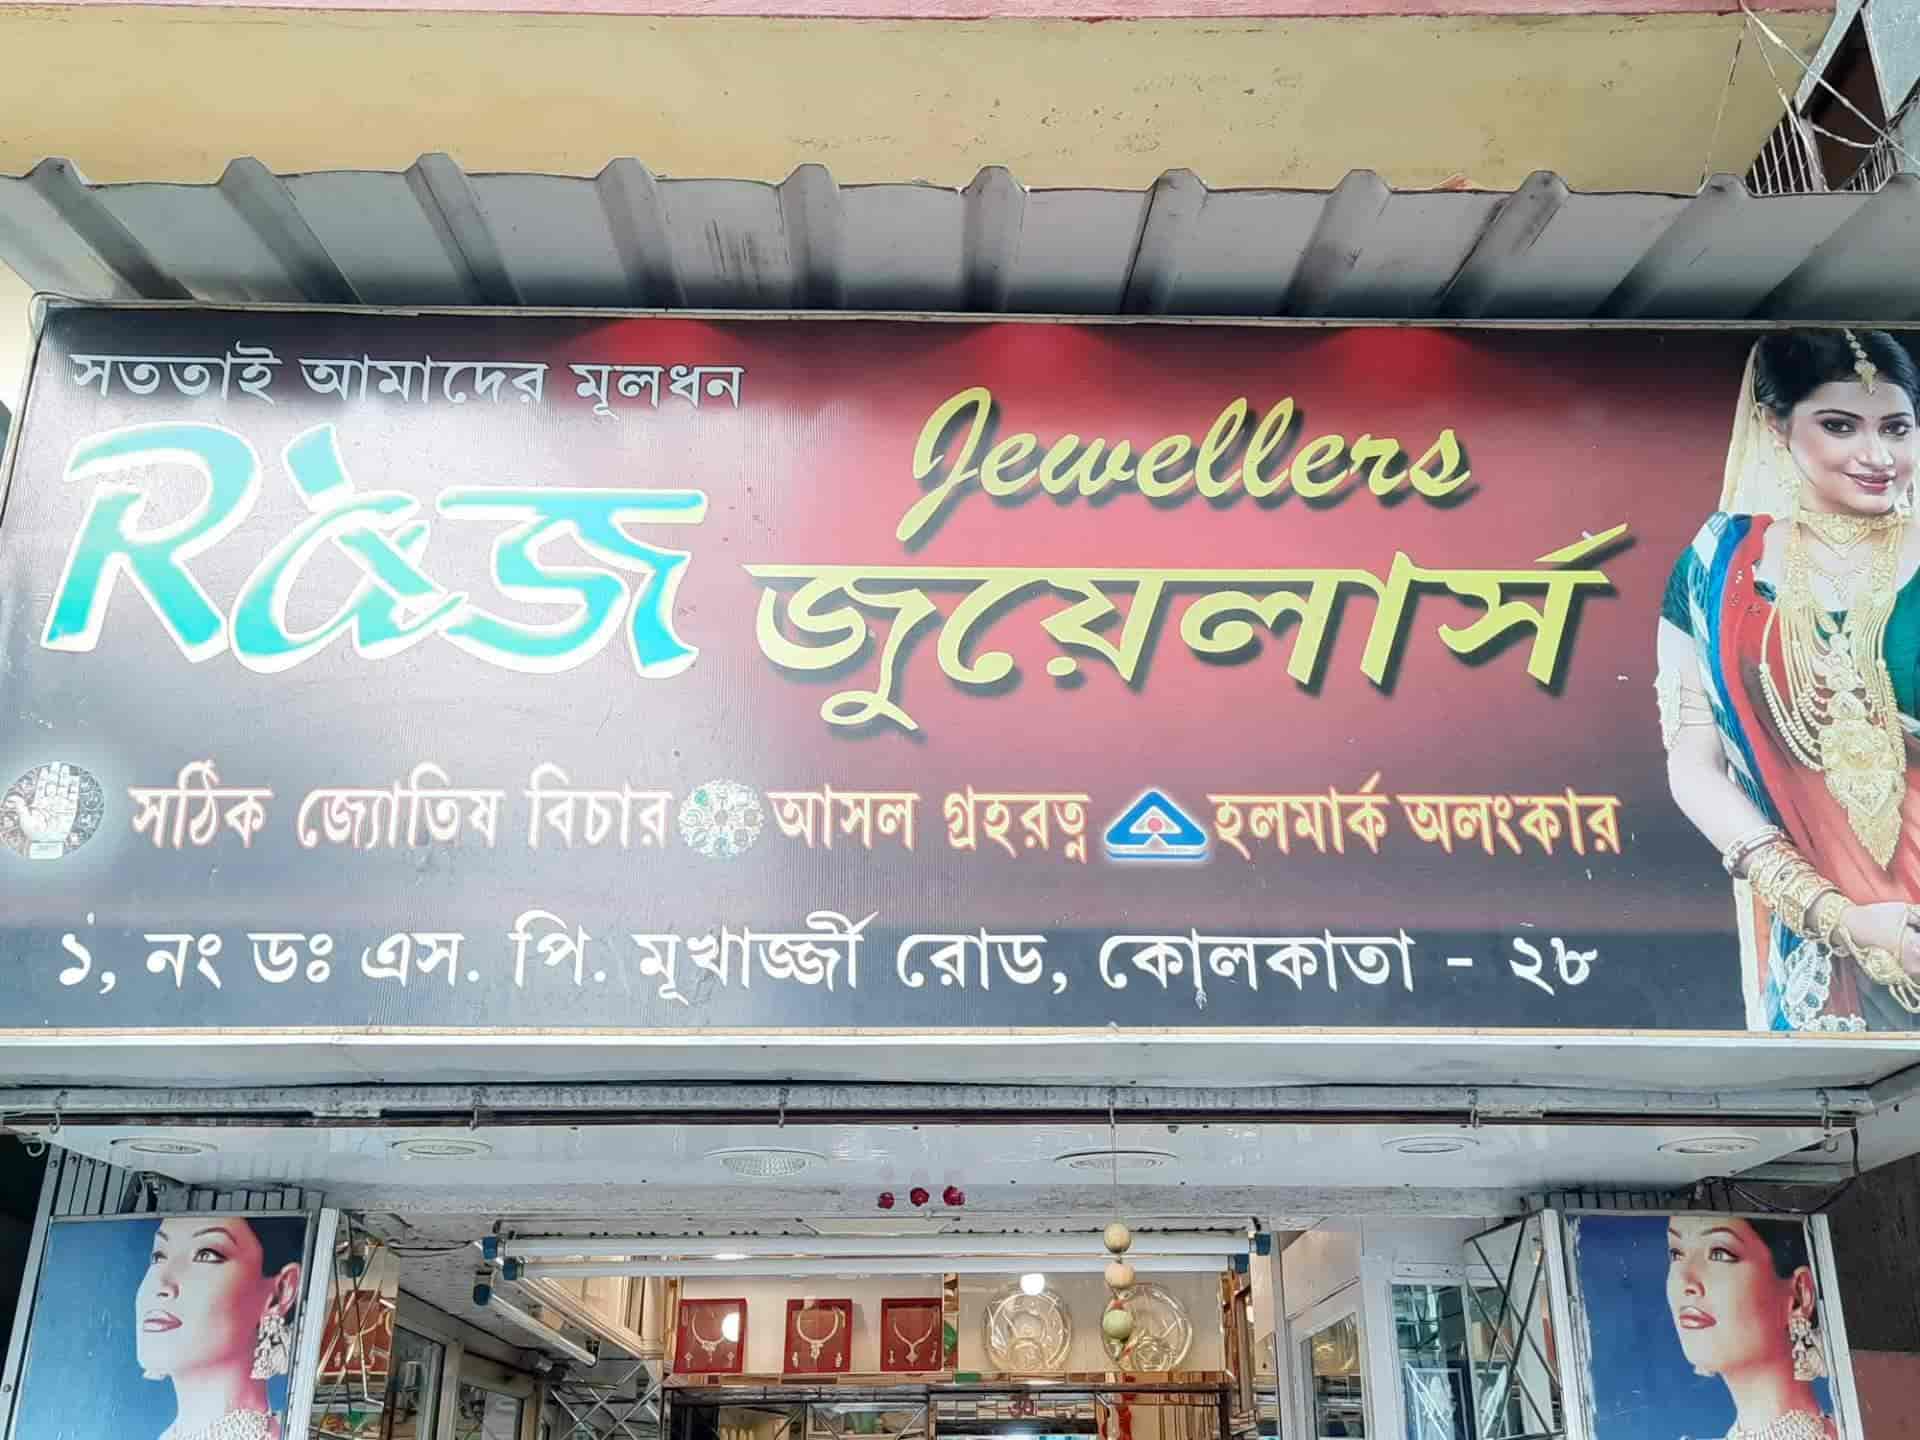 সততাই আমাদের মূলধন
Raজ Jewellers
জুয়েলার্স
সঠিক জ্যোতিষ বিচার আসল গ্রহরত্ন হলমার্ক অলংকার
১, নং ডঃ এস. পি. মূখার্জ্জী রোড, কোলকাতা - ২৮